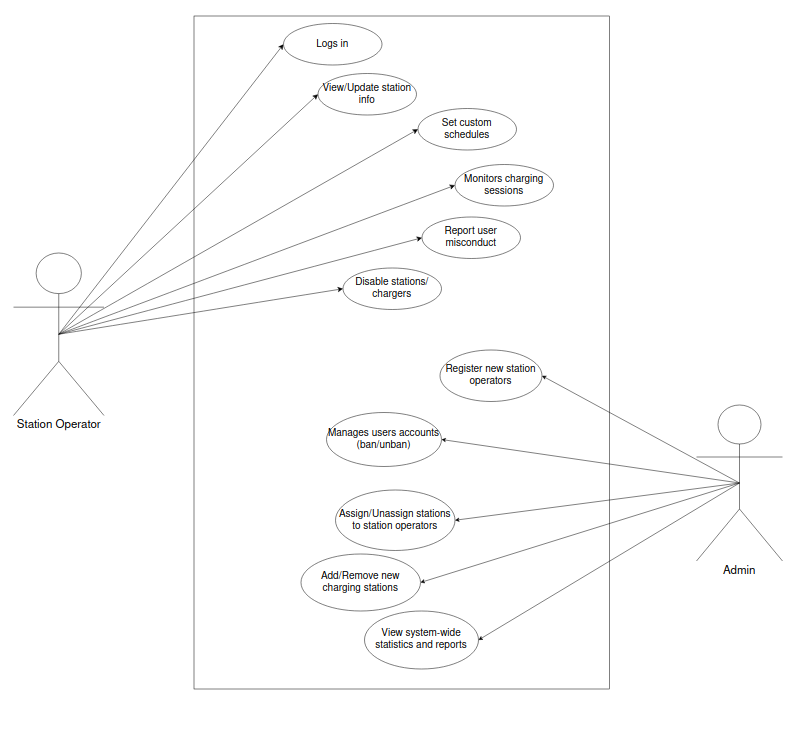 Logs in
View/Update station
info
Set custom
schedules
Monitors charging
sessions
Report user
misconduct
Disable stations/
chargers
Station Operator
Register new station
operators
Manages users accounts
(ban/unban)
Assign/Unassign stations
to station operators
Add/Remove new
charging stations
Admin
View system-wide
statistics and reports